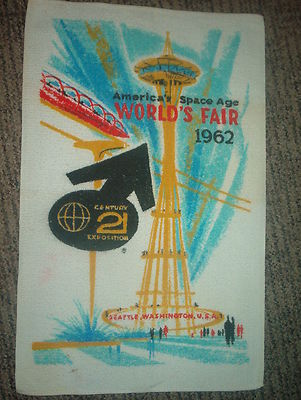 America's Space Age
WORLD'S FAIR
1962
CENTURY
21
EXPOSITION
®
SEATTLE, WASHINGTON, U.S.A.